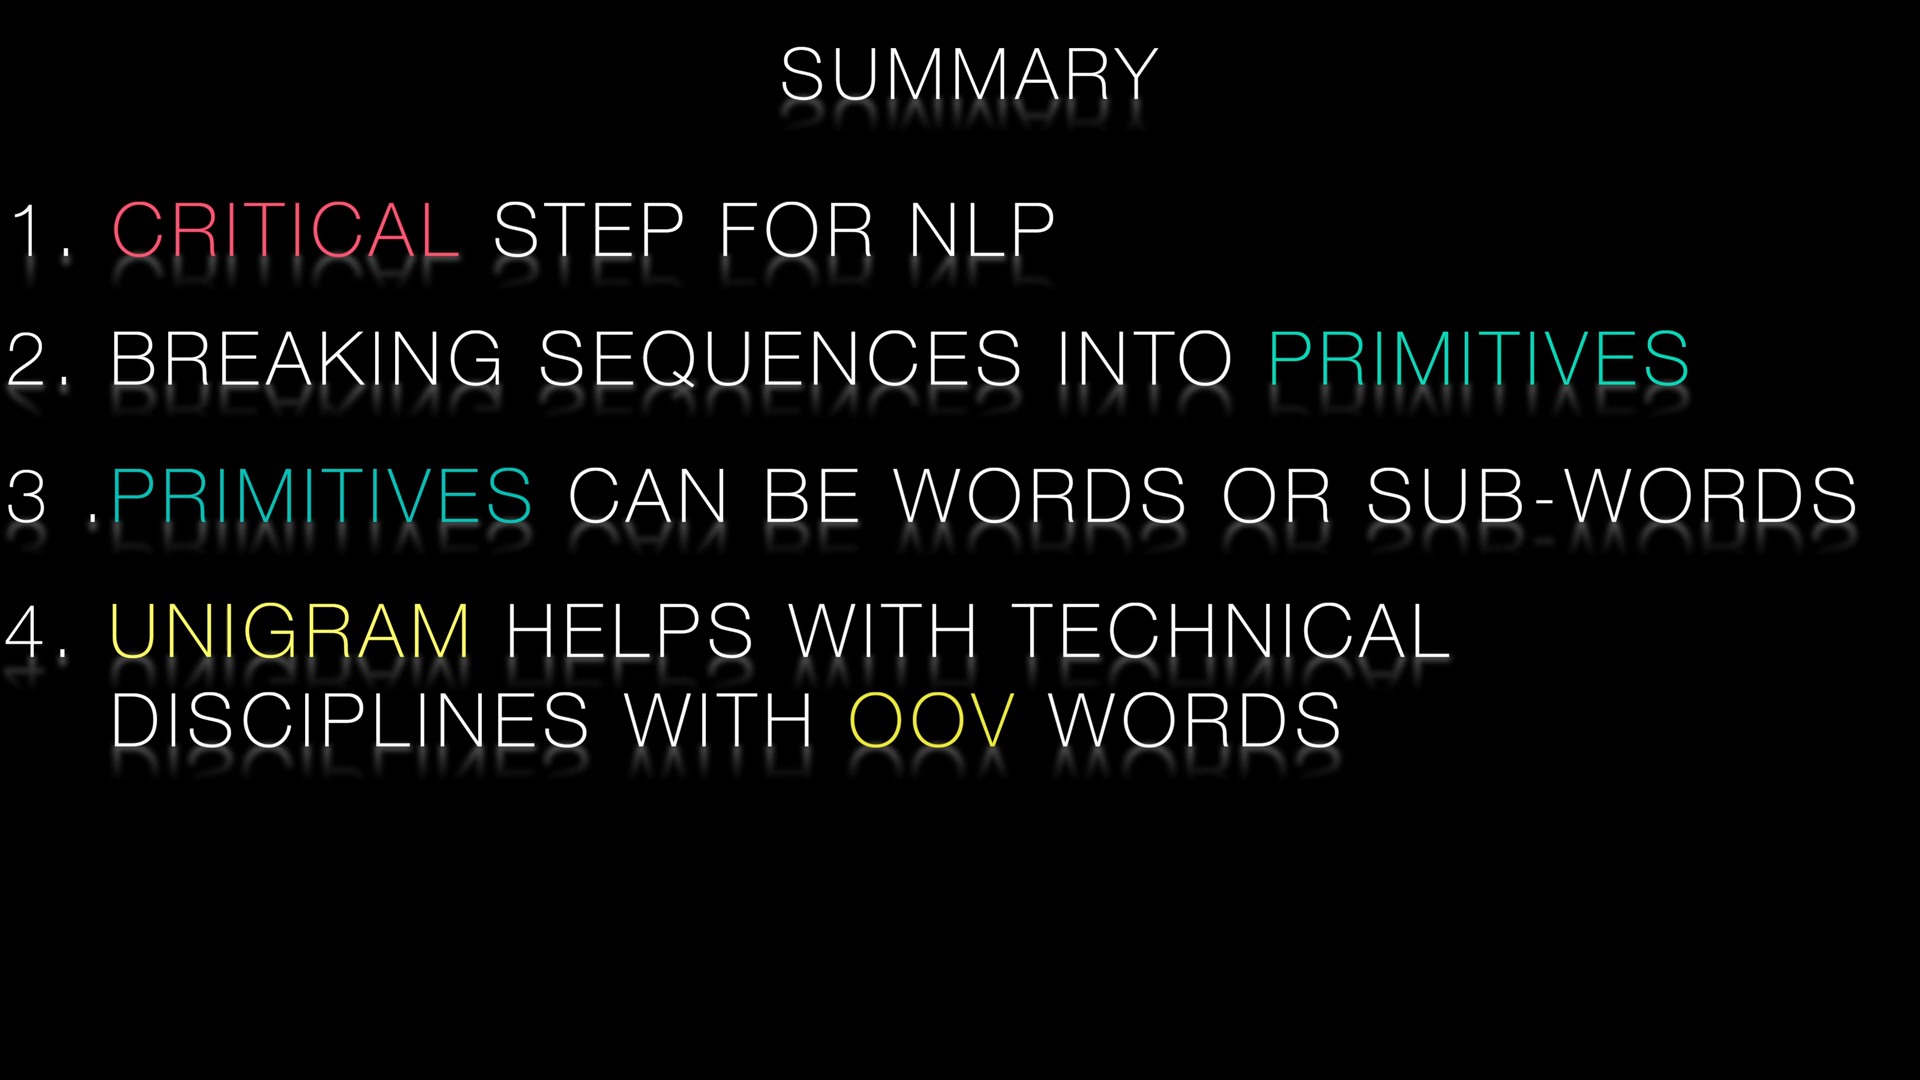 SUMMARY
1. CRITICAL STEP FOR NLP
2. BREAKING SEQUENCES INTO PRIMITIVES
3 .PRIMITIVES CAN BE WORDS OR SUB-WORDS
4. UNIGRAM HELPS WITH TECHNICAL
DISCIPLINES WITH OOV WORDS